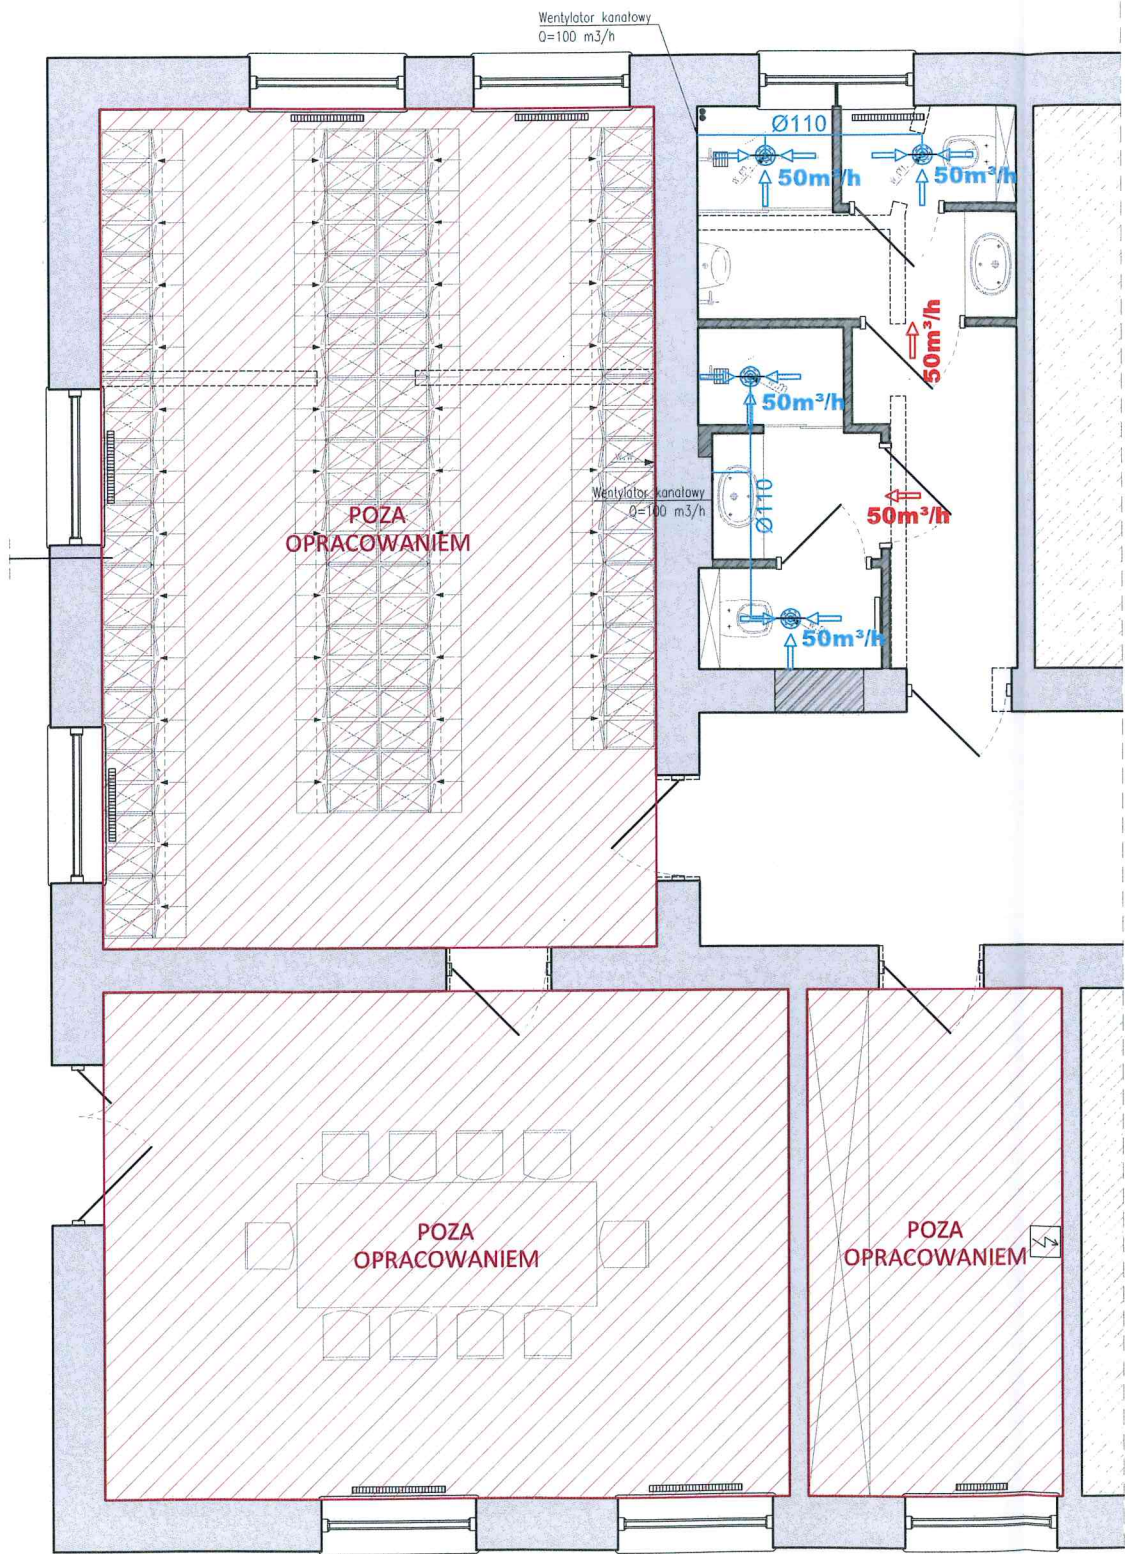 Wentylator kanałowy
Q=100 m3/h
Ø110
50m³/h
50m³/h
50m³/h
50m³/h
Wentylator kanałowy
Q=100 m3/h
Ø110
50m³/h
50m³/h
POZA
OPRACOWANIEM
POZA
OPRACOWANIEM
POZA
OPRACOWANIEM